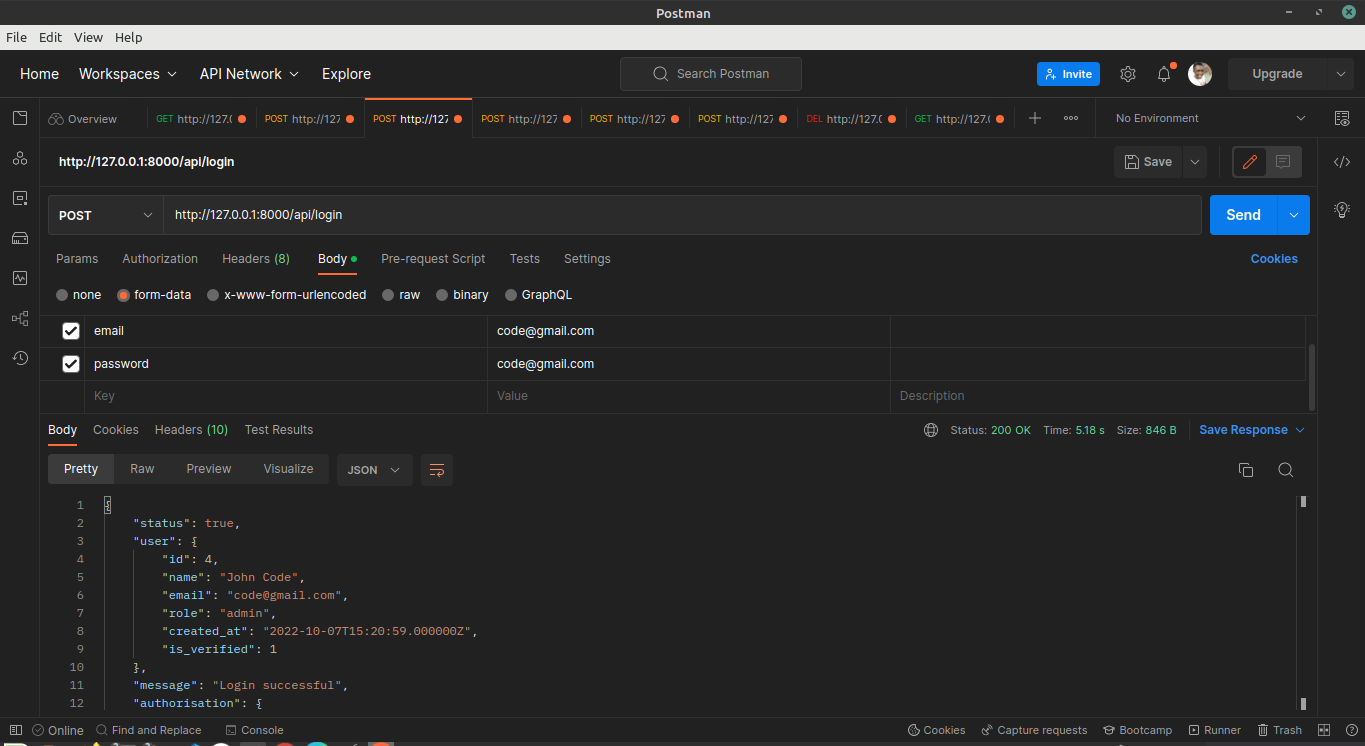 Postman
File Edit View Help
Home Workspaces API Network Explore Search Postman Invite Upgrade
Overview GET http://127.( POST http://127 POST http://127 POST http://127 POST http://127 POST http://127 DEL http://127.( GET http://127.( No Environment
http://127.0.0.1:8000/api/login Save
POST http://127.0.0.1:8000/api/login Send
Params Authorization Headers (8) Body Pre-request Script Tests Settings Cookies
none form-data x-www-form-urlencoded raw binary GraphQL
email code@gmail.com
password code@gmail.com
Key Value Description
Body Cookies Headers (10) Test Results Status: 200 OK Time: 5.18 s Size: 846 B Save Response
Pretty Raw Preview Visualize JSON
1 {
2 "status": true,
3 "user": {
4 "id": 4,
5 "name": "John Code",
6 "email": "code@gmail.com",
7 "role": "admin",
8 "created_at": "2022-10-07T15:20:59.000000Z",
9 "is_verified": 1
10 },
11 "message": "Login successful",
12 "authorisation": {
Online Find and Replace Console Cookies Capture requests Bootcamp Runner Trash